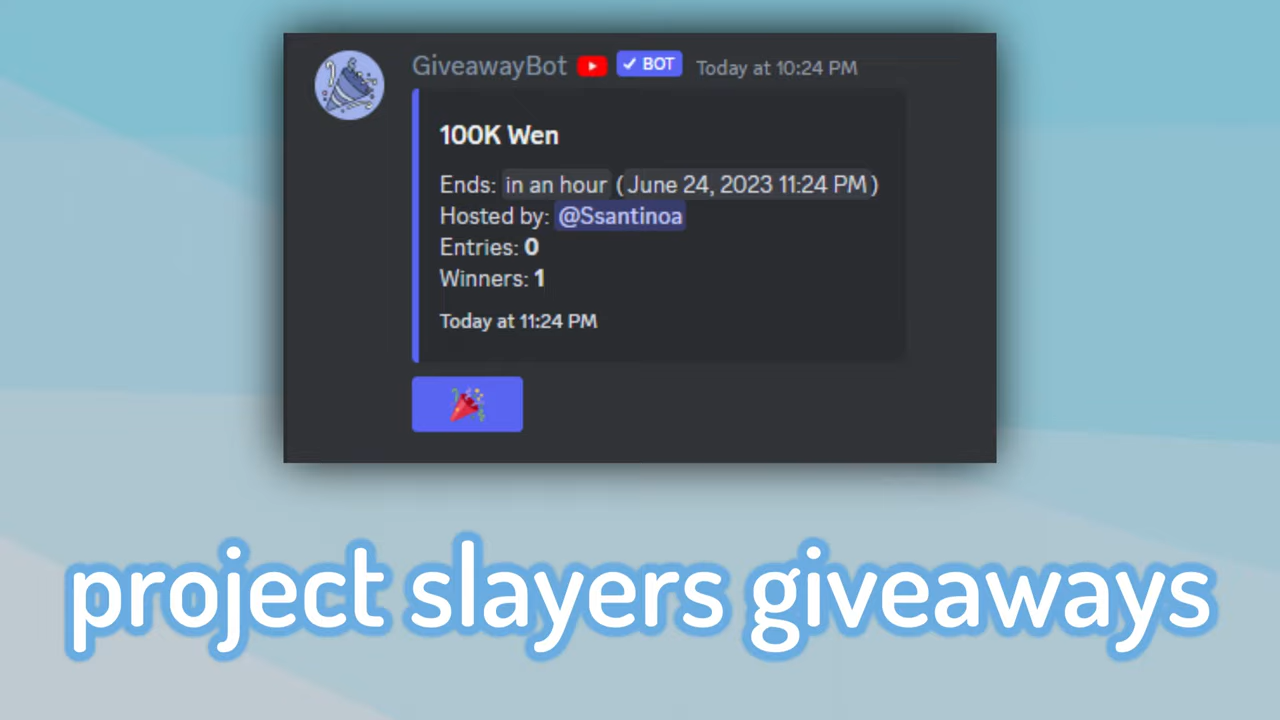 GiveawayBot ✓ BOT Today at 10:24 PM
100K Wen
Ends: in an hour (June 24, 2023 11:24 PM)
Hosted by: @Ssantinoa
Entries: 0
Winners: 1
Today at 11:24 PM
project slayers giveaways